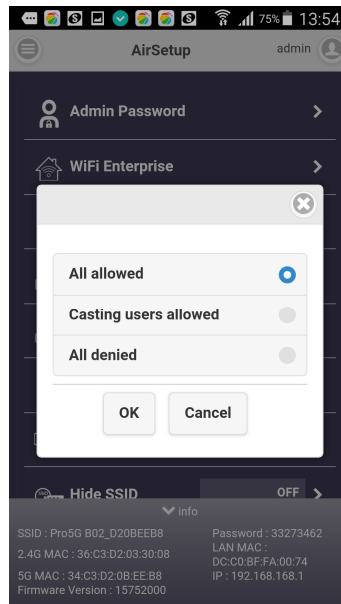 75% 13:54
AirSetup admin
Admin Password
WiFi Enterprise
All allowed
Casting users allowed
All denied
OK Cancel
Hide SSID OFF
info
SSID : Pro5G B02_D20BEEB8
Password : 33273462
2.4G MAC : 36:C3:D2:03:30:08
LAN MAC :
DC:C0:BF:FA:00:74
5G MAC : 34:C3:D2:0B:EE:B8
IP : 192.168.168.1
Firmware Version : 15752000